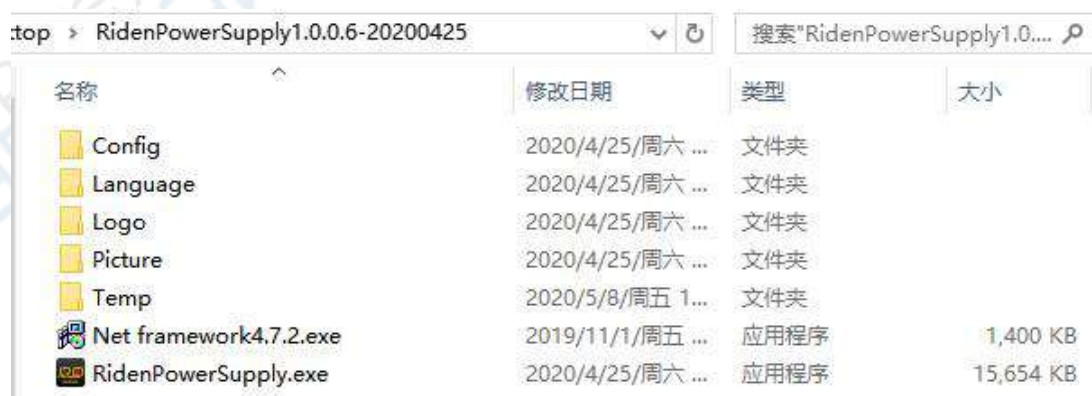 top > RidenPowerSupply1.0.0.6-20200425 搜索"RidenPowerSupply1.0....
名称 修改日期 类型 大小
Config 2020/4/25/周六 ... 文件夹
Language 2020/4/25/周六 ... 文件夹
Logo 2020/4/25/周六 ... 文件夹
Picture 2020/4/25/周六 ... 文件夹
Temp 2020/5/8/周五 1... 文件夹
Net framework4.7.2.exe 2019/11/1/周五 ... 应用程序 1,400 KB
RidenPowerSupply.exe 2020/4/25/周六 ... 应用程序 15,654 KB